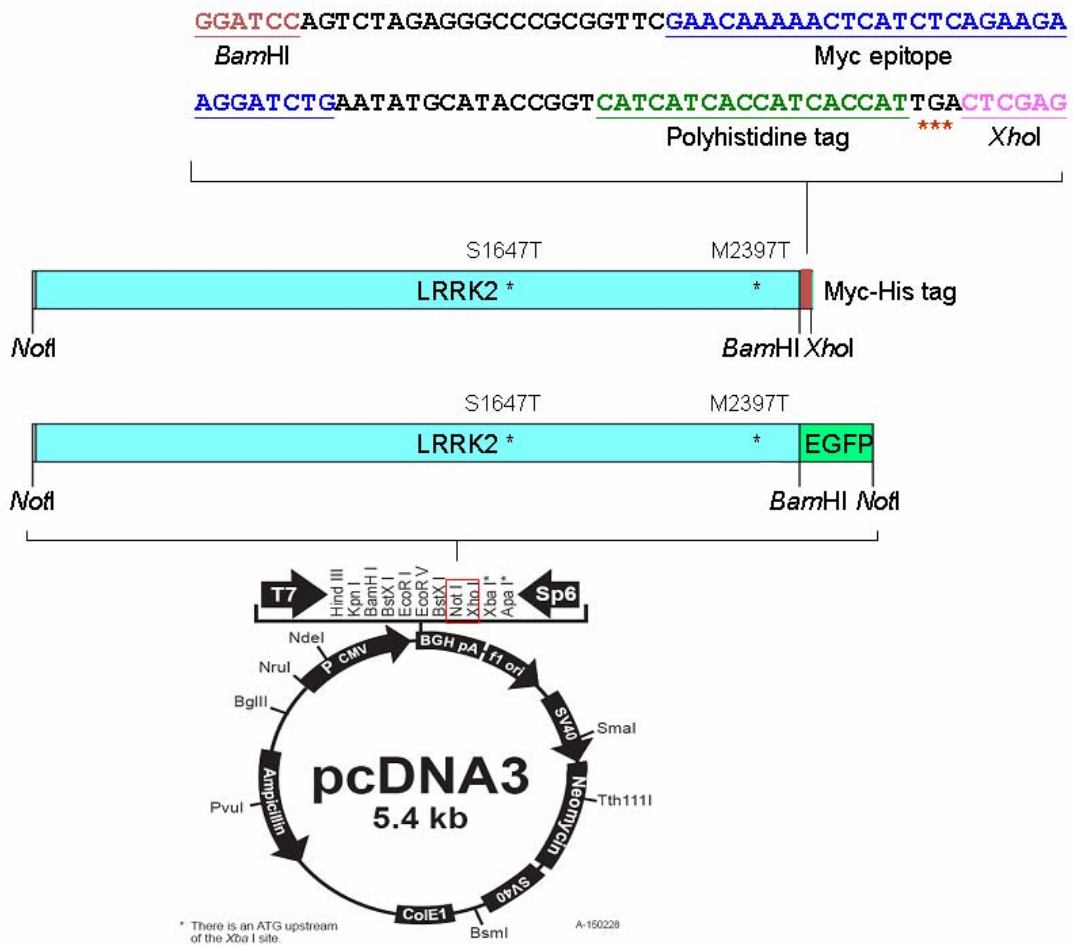 GGATCCAGTCTAGAGGGCCCGCGGTTCGAACAAAAACTCATCTCAGAAGA
BamHI Myc epitope
AGGATCTGAATATGCATACCGGTCATCATCACCATCACCATTGACTCGAG
Polyhistidine tag *** XhoI
S1647T M2397T
LRRK2 * * Myc-His tag
NotI BamHI XhoI
S1647T M2397T
LRRK2 * * EGFP
NotI BamHI NotI
T7 Hind III Kpn I BamH I BstX I EcoR I EcoR V BstX I Not I Xho I Xba I* Apa I* Sp6
NdeI
NruI
BglII
PvuI
P CMV
BGH pA
f1 ori
SV40
SmaI
Tth111I
Neomycin
SV40
BsmI
ColE1
Ampicillin
pcDNA3
5.4 kb
* There is an ATG upstream
of the Xba I site.
A-150228